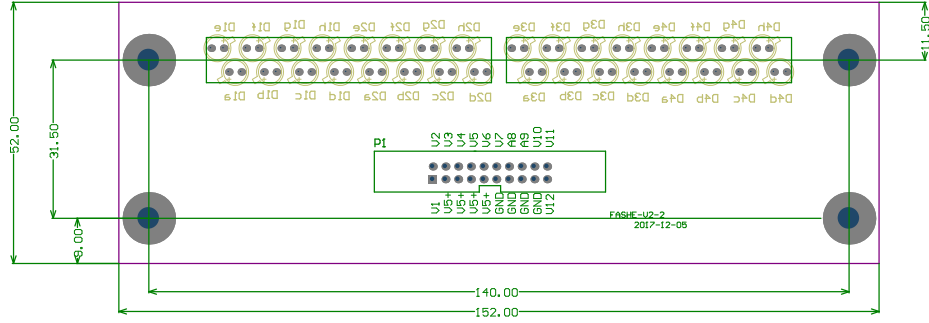 D1e D1f D1g D1h D2e D2f D2g D2h D3e D3f D3g D3h D4e D4f D4g D4h
11.50
D1a D1b D1c D1d D2a D2b D2c D2d D3a D3b D3c D3d D4a D4b D4c D4d
52.00
31.50
P1
V2 V3 V4 V5 V6 V7 A8 A9 V10 V11
V1 V5+ V5+ V5+ V5+ GND GND GND GND V12
FASHE-V2-2
2017-12-05
9.00
140.00
152.00